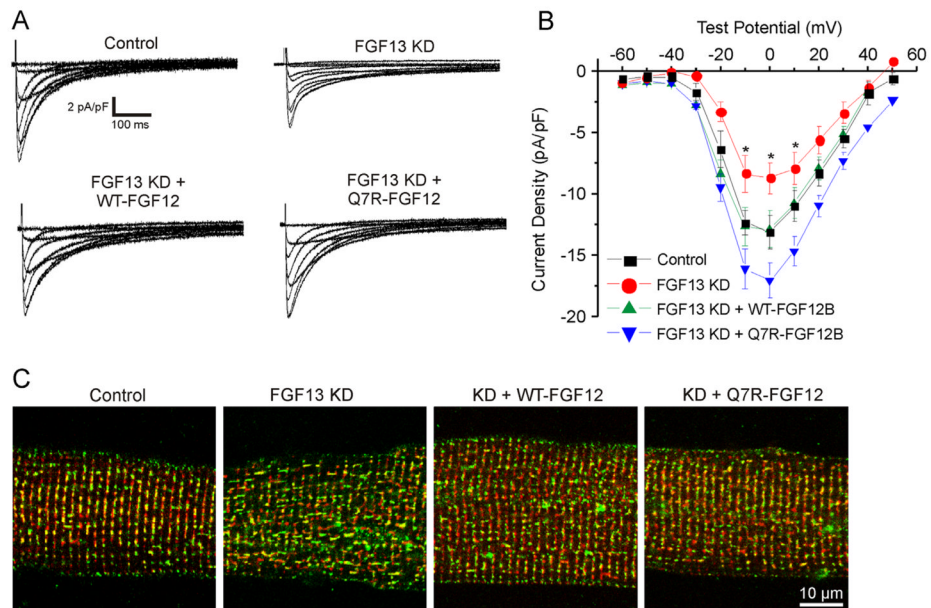 A
Control
FGF13 KD
2 pA/pF
100 ms
FGF13 KD +
WT-FGF12
FGF13 KD +
Q7R-FGF12
B
Test Potential (mV)
-60 -40 -20 0 20 40 60
0
-5
-10
-15
-20
Current Density (pA/pF)
* * *
Control
FGF13 KD
FGF13 KD + WT-FGF12B
FGF13 KD + Q7R-FGF12B
C
Control
FGF13 KD
KD + WT-FGF12
KD + Q7R-FGF12
10 µm